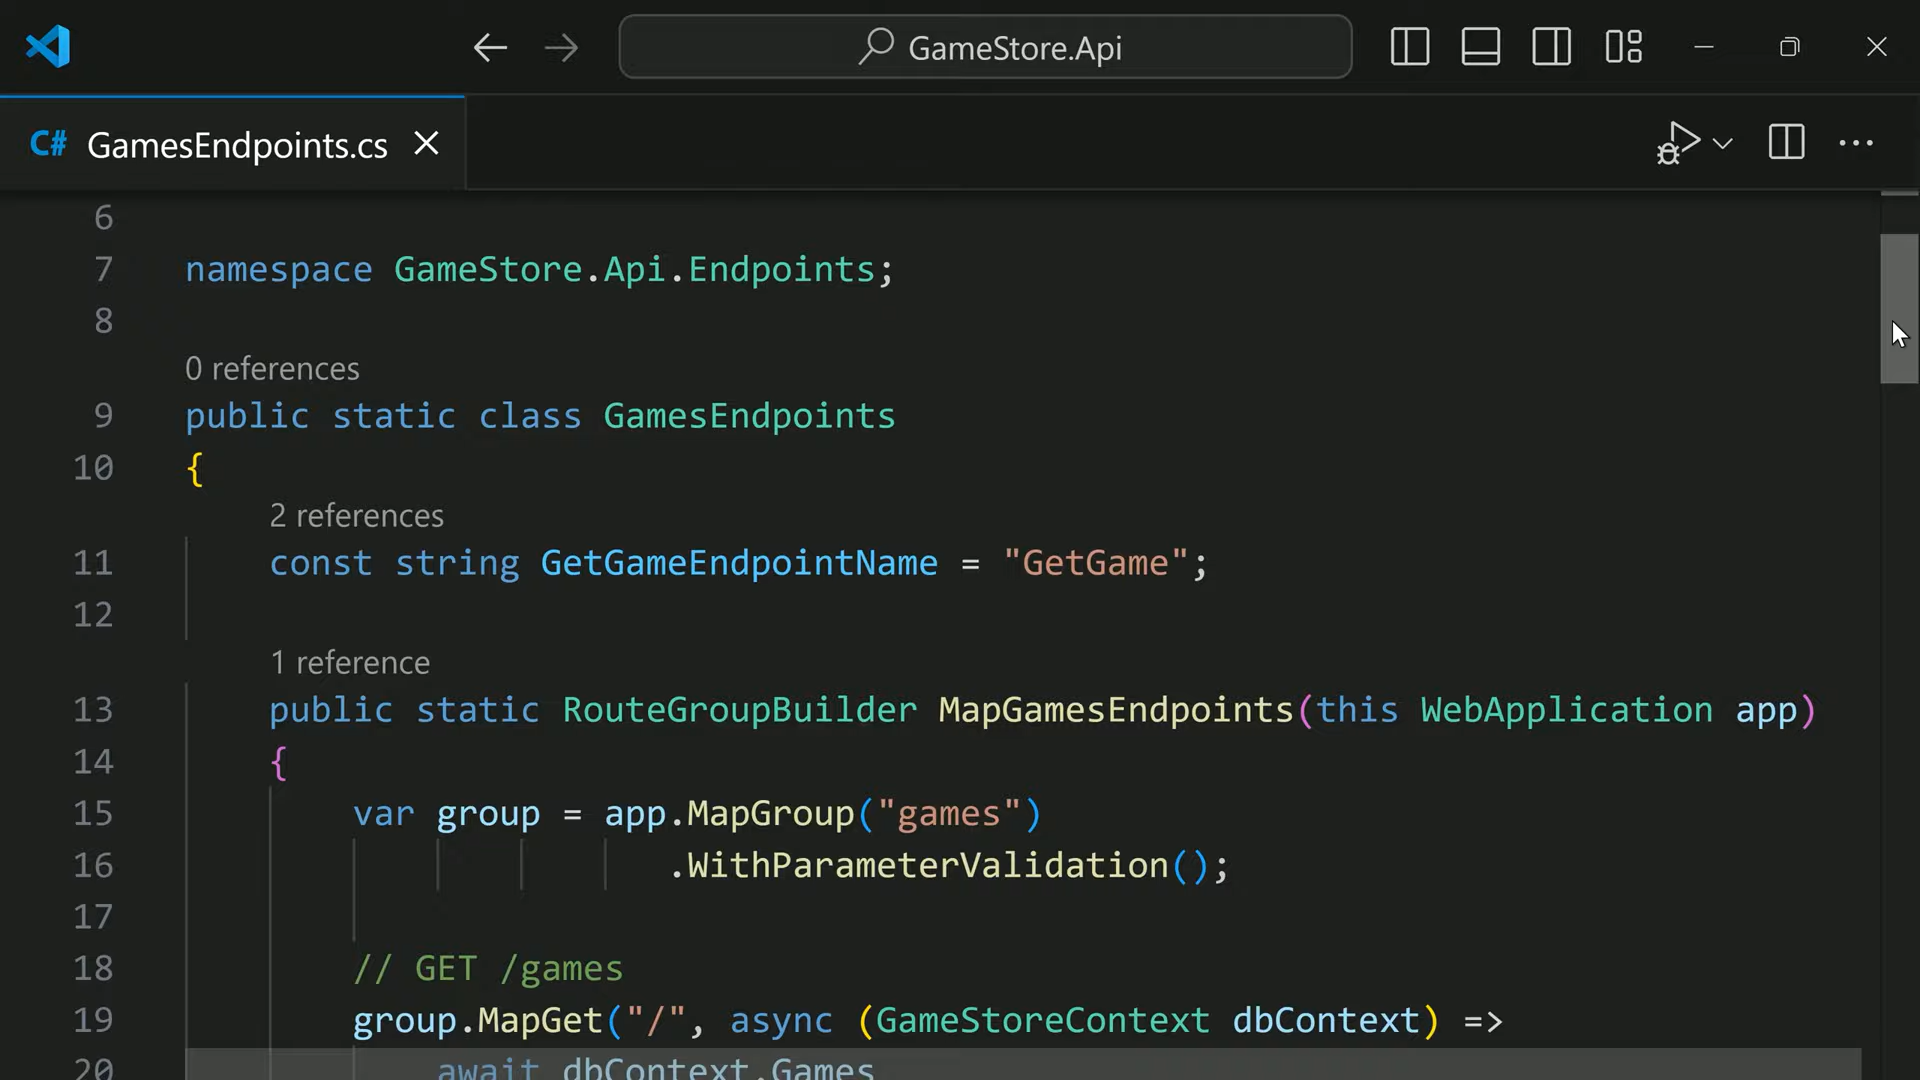 GameStore.Api
C# GamesEndpoints.cs
6
7 namespace GameStore.Api.Endpoints;
8
0 references
9 public static class GamesEndpoints
10 {
2 references
11 const string GetGameEndpointName = "GetGame";
12
1 reference
13 public static RouteGroupBuilder MapGamesEndpoints(this WebApplication app)
14 {
15 var group = app.MapGroup("games")
16 .WithParameterValidation();
17
18 // GET /games
19 group.MapGet("/", async (GameStoreContext dbContext) =>
20 await dbContext.Games